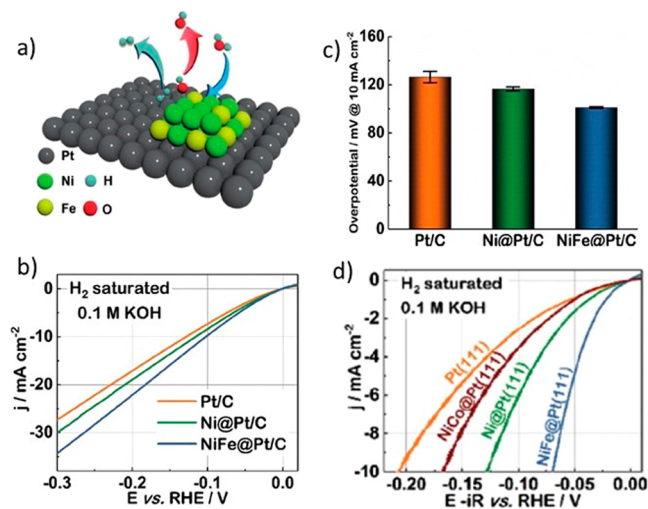 a)
Pt
Ni
H
Fe
O
c)
Overpotential / mV @ 10 mA cm⁻²
160
120
80
40
0
Pt/C
Ni@Pt/C
NiFe@Pt/C
b)
H₂ saturated
0.1 M KOH
j / mA cm⁻²
0
-10
-20
-30
Pt/C
Ni@Pt/C
NiFe@Pt/C
-0.3
-0.2
-0.1
0.0
E vs. RHE / V
d)
H₂ saturated
0.1 M KOH
j / mA cm⁻²
0
-2
-4
-6
-8
-10
Pt(111)
NiCo@Pt(111)
Ni@Pt(111)
NiFe@Pt(111)
-0.20
-0.15
-0.10
-0.05
0.00
E -iR vs. RHE / V